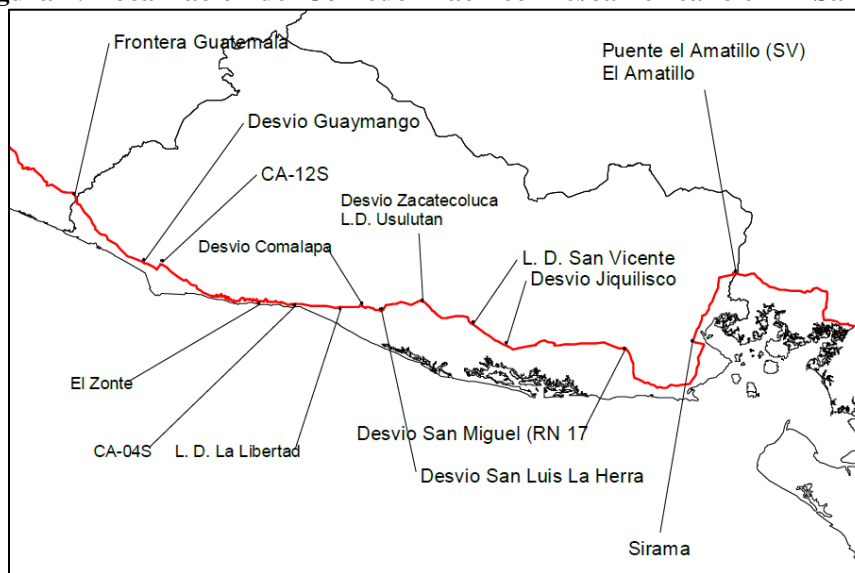 Frontera Guatemala
Puente el Amatillo (SV)
El Amatillo
Desvio Guaymango
CA-12S
Desvio Zacatecoluca
L.D. Usulutan
Desvio Comalapa
L. D. San Vicente
Desvio Jiquilisco
El Zonte
CA-04S
L. D. La Libertad
Desvio San Miguel (RN 17
Desvio San Luis La Herra
Sirama